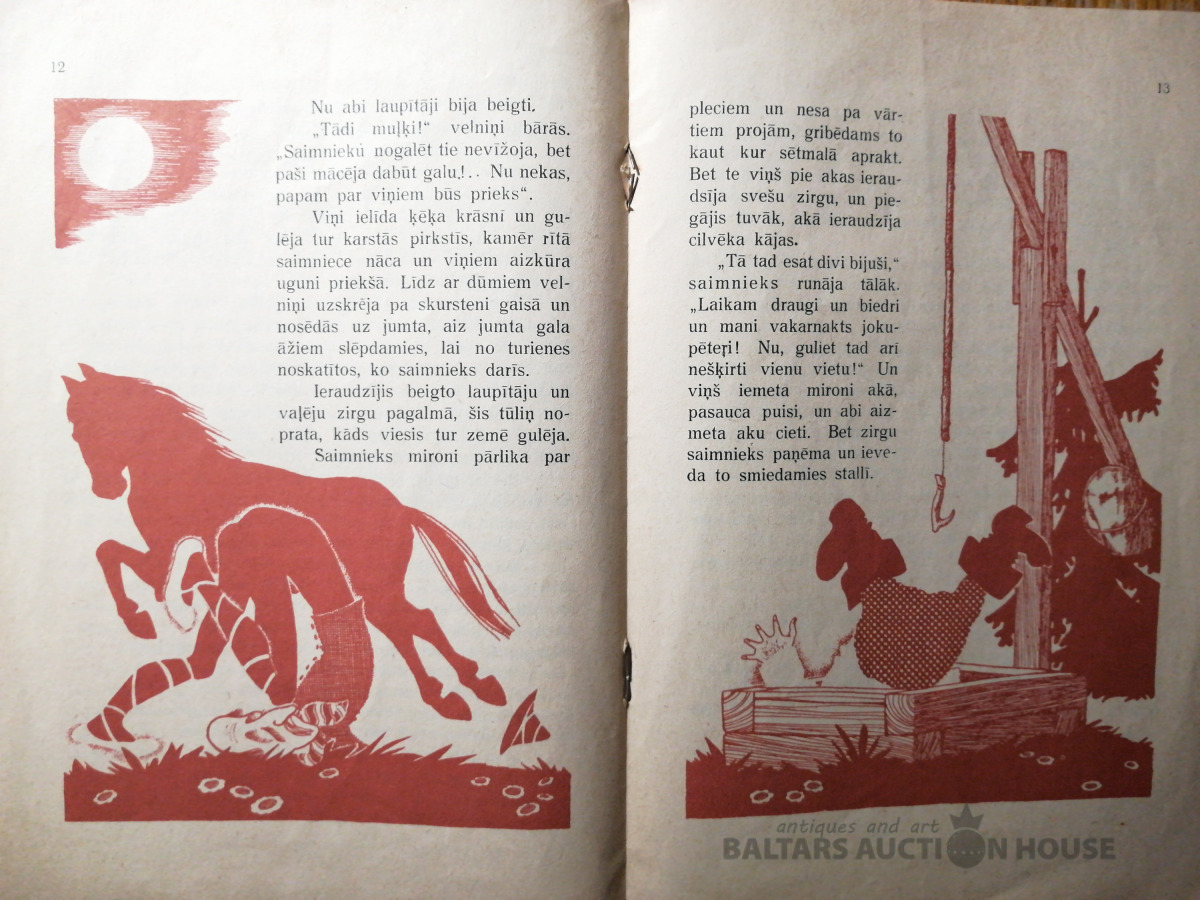 12
Nu abi laupītāji bija beigti.
„Tādi muļķi!“ velniņi bārās.
„Saimnieku nogalēt tie nevīžoja, bet
paši mācēja dabūt galu!.. Nu nekas,
papam par viņiem būs prieks“.
Viņi ielīda ķēķa krāsnī un gu-
lēja tur karstās pirkstīs, kamēr rītā
saimniece nāca un viņiem aizkūra
uguni priekšā. Līdz ar dūmiem vel-
niņi uzskrēja pa skursteni gaisā un
nosēdās uz jumta, aiz jumta gala
āžiem slēpdamies, lai no turienes
noskatītos, ko saimnieks darīs.
Ieraudzījis beigto laupītāju un
vaļēju zirgu pagalmā, šis tūliņ no-
prata, kāds viesis tur zemē gulēja.
Saimnieks mironi pārlika par
13
pleciem un nesa pa vār-
tiem projām, gribēdams to
kaut kur sētmalā aprakt.
Bet te viņš pie akas ierau-
dsīja svešu zirgu, un pie-
gājis tuvāk, akā ieraudzīja
cilvēka kājas.
„Tā tad esat divi bijuši,“
saimnieks runāja tālāk.
„Laikam draugi un biedri
un mani vakarnakts joku-
pēteŗi! Nu, guliet tad arī
nešķirti vienu vietu!“ Un
viņš iemeta mironi akā,
pasauca puisi, un abi aiz-
meta aku cieti. Bet zirgu
saimnieks paņēma un ieve-
da to smiedamies stallī.
antiques and art
BALTARS AUCTION HOUSE